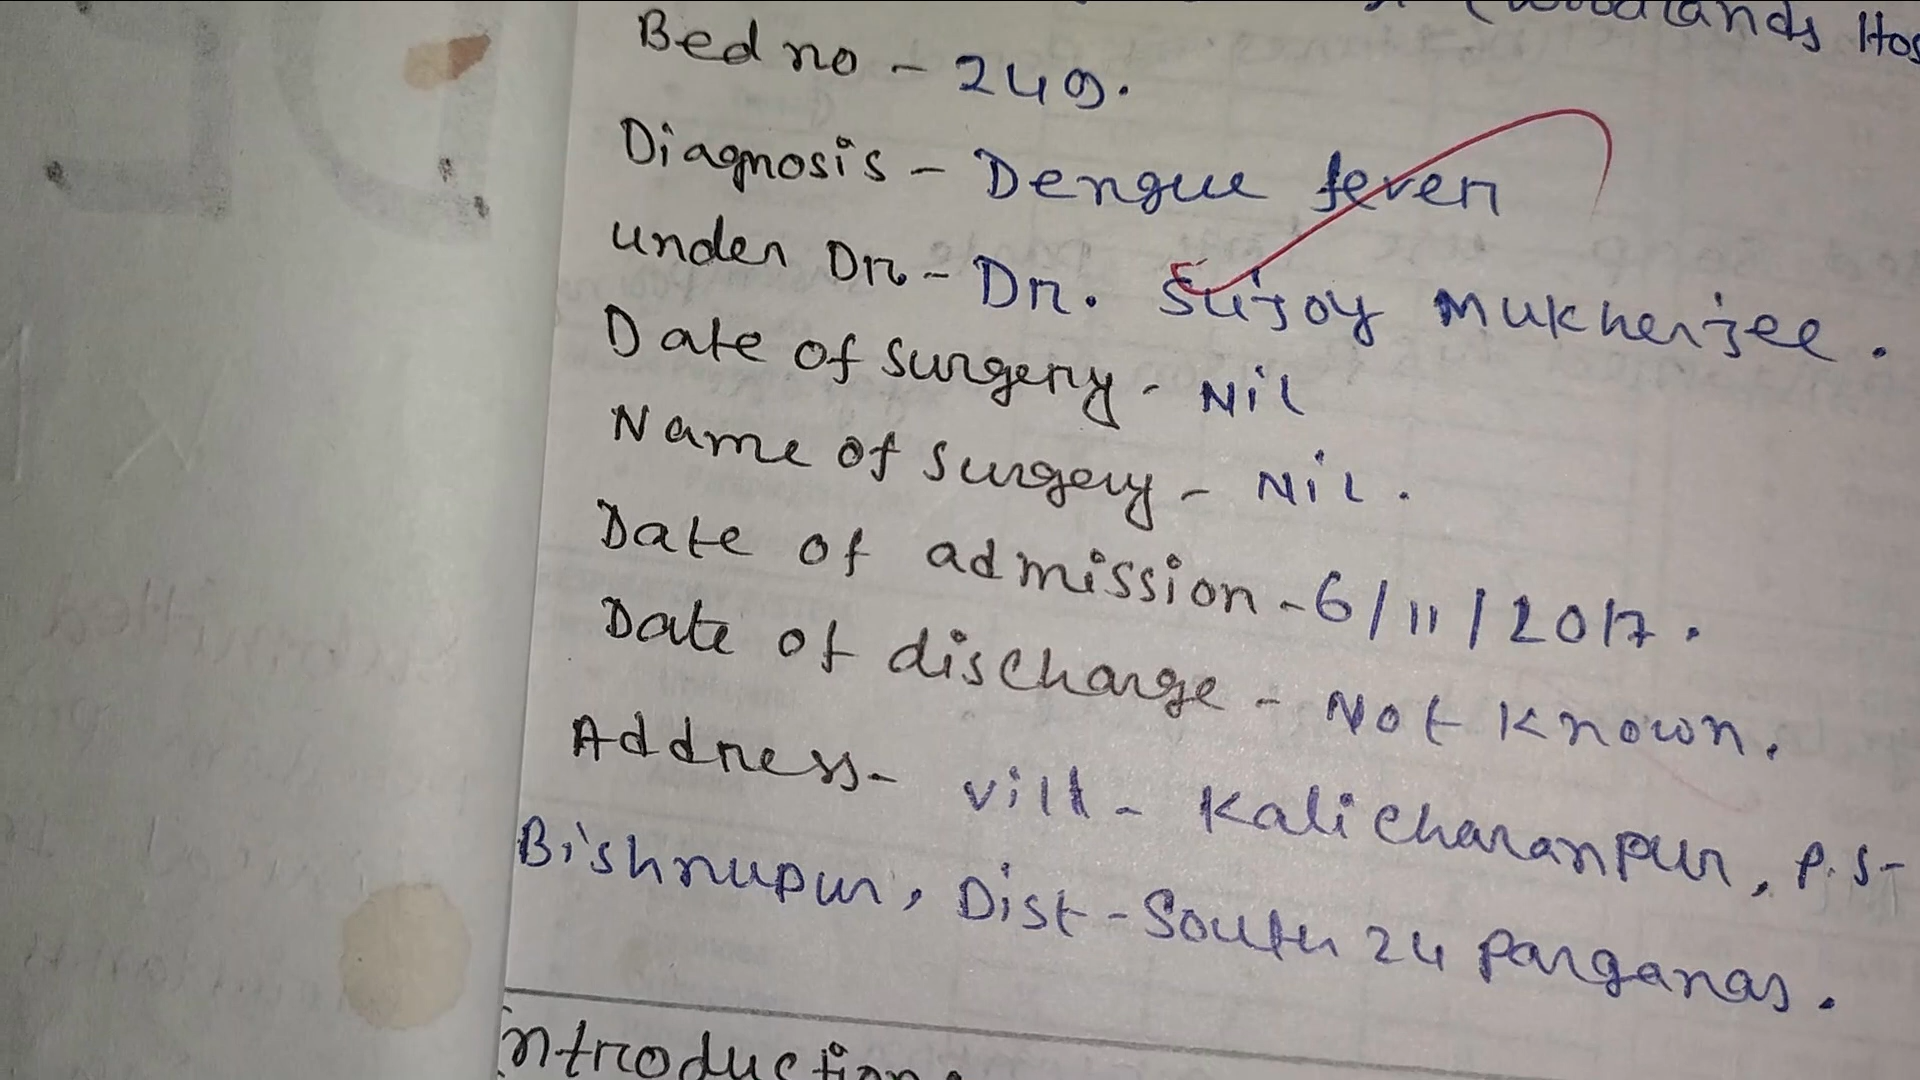 (Woodlands Hos
Bed no - 249.
Diagnosis - Dengue fever
under Dr - Dr. Sujoy Mukherjee.
Date of surgery - Nil
Name of surgery - Nil.
Date of admission - 6/11/2017.
Date of discharge - Not Known.
Address - vill - Kalicharanpur, P.S-
Bishnupur, Dist - South 24 Parganas.
Introduction